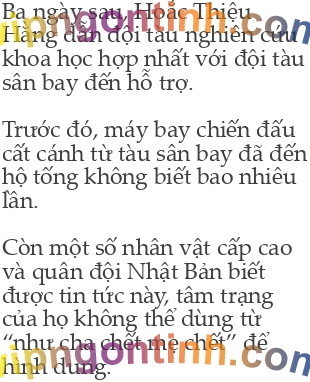 Ba ngày sau, Hoắc Thiệu
Hằng dẫn đội tàu nghiên cứu
khoa học hợp nhất với đội tàu
sân bay đến hỗ trợ.
Trước đó, máy bay chiến đấu
cất cánh từ tàu sân bay đã đến
hộ tống không biết bao nhiêu
lần.
Còn một số nhân vật cấp cao
và quân đội Nhật Bản biết
được tin tức này, tâm trạng
của họ không thể dùng từ
“như cha chết mẹ chết” để
hình dung.